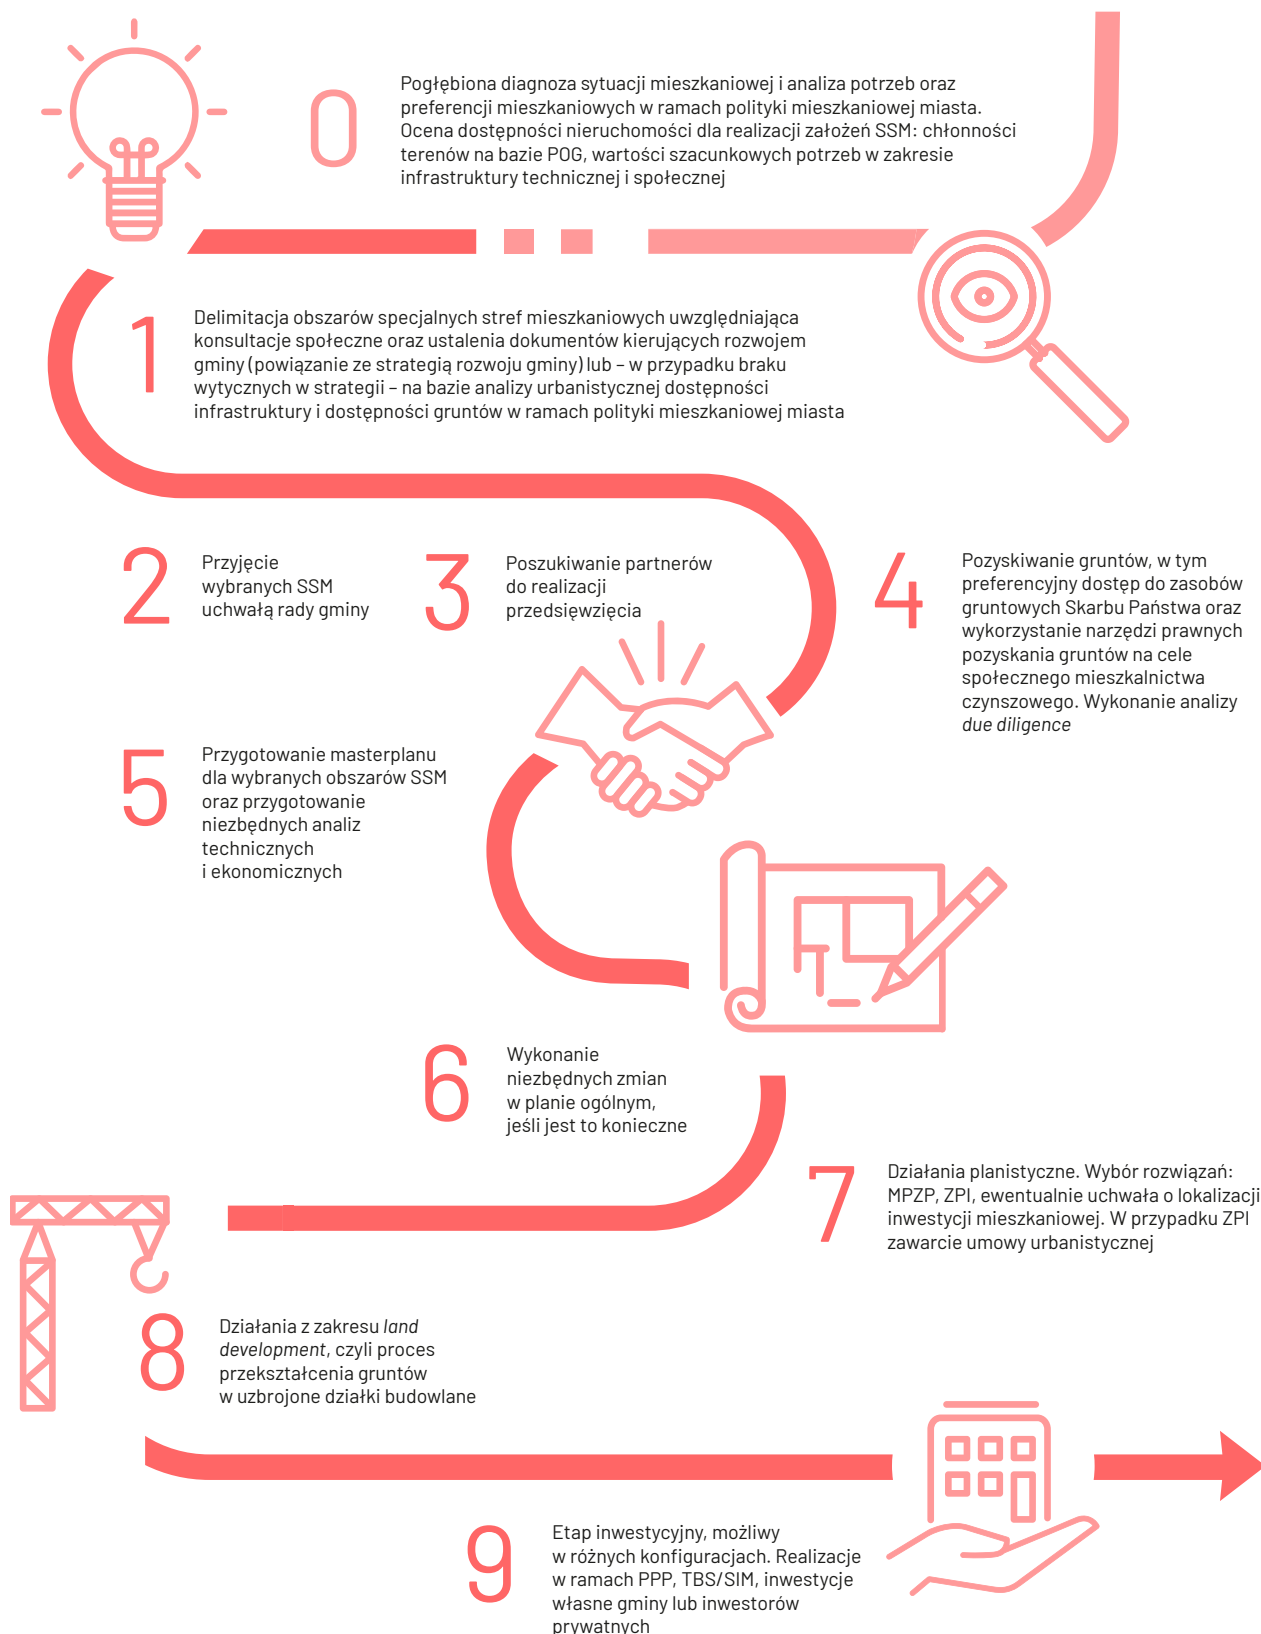 0
Pogłębiona diagnoza sytuacji mieszkaniowej i analiza potrzeb oraz
preferencji mieszkaniowych w ramach polityki mieszkaniowej miasta.
Ocena dostępności nieruchomości dla realizacji założeń SSM: chłonności
terenów na bazie POG, wartości szacunkowych potrzeb w zakresie
infrastruktury technicznej i społecznej
1
Delimitacja obszarów specjalnych stref mieszkaniowych uwzględniająca
konsultacje społeczne oraz ustalenia dokumentów kierujących rozwojem
gminy (powiązanie ze strategią rozwoju gminy) lub – w przypadku braku
wytycznych w strategii – na bazie analizy urbanistycznej dostępności
infrastruktury i dostępności gruntów w ramach polityki mieszkaniowej miasta
2
Przyjęcie
wybranych SSM
uchwałą rady gminy
3
Poszukiwanie partnerów
do realizacji
przedsięwzięcia
4
Pozyskiwanie gruntów, w tym
preferencyjny dostęp do zasobów
gruntowych Skarbu Państwa oraz
wykorzystanie narzędzi prawnych
pozyskania gruntów na cele
społecznego mieszkalnictwa
czynszowego. Wykonanie analizy
due diligence
5
Przygotowanie masterplanu
dla wybranych obszarów SSM
oraz przygotowanie
niezbędnych analiz
technicznych
i ekonomicznych
6
Wykonanie
niezbędnych zmian
w planie ogólnym,
jeśli jest to konieczne
7
Działania planistyczne. Wybór rozwiązań:
MPZP, ZPI, ewentualnie uchwała o lokalizacji
inwestycji mieszkaniowej. W przypadku ZPI
zawarcie umowy urbanistycznej
8
Działania z zakresu land
development, czyli proces
przekształcenia gruntów
w uzbrojone działki budowlane
9
Etap inwestycyjny, możliwy
w różnych konfiguracjach. Realizacje
w ramach PPP, TBS/SIM, inwestycje
własne gminy lub inwestorów
prywatnych